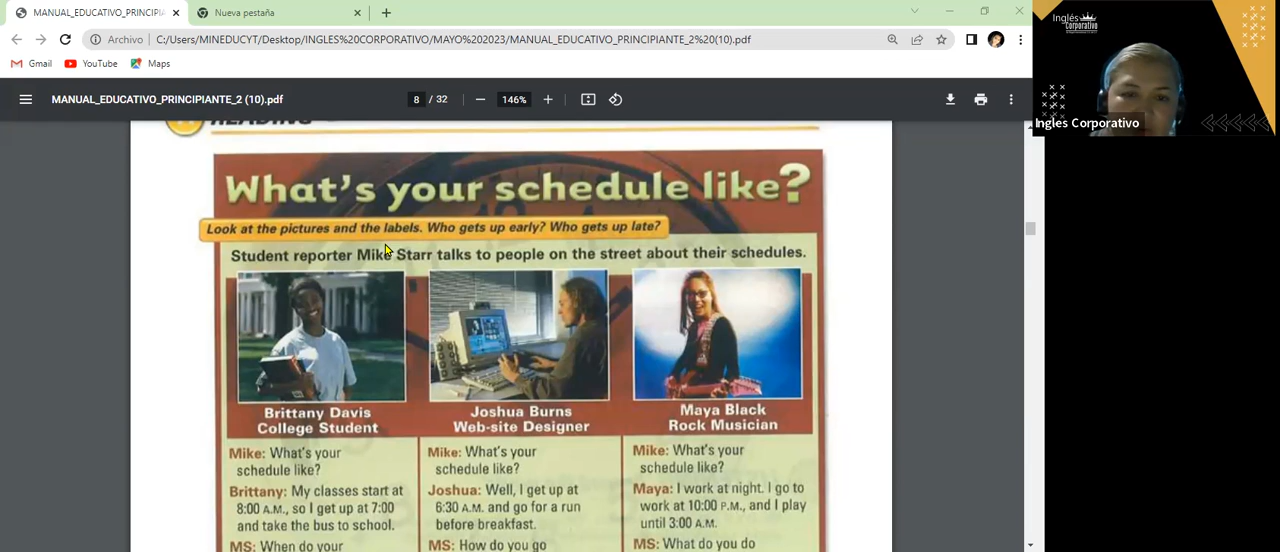 MANUAL_EDUCATIVO_PRINCIPIANTE_
Nueva pestaña
Archivo
C:/Users/MINEDUCYT/Desktop/INGLES%20CORPORATIVO/MAYO%202023/MANUAL_EDUCATIVO_PRINCIPIANTE_2%20(10).pdf
Gmail
YouTube
Maps
MANUAL_EDUCATIVO_PRINCIPIANTE_2 (10).pdf
8 / 32
146%
Inglés
Corporativo
Ingles Corporativo
READING
What's your schedule like?
Look at the pictures and the labels. Who gets up early? Who gets up late?
Student reporter Mike Starr talks to people on the street about their schedules.
Brittany Davis
College Student
Mike: What's your
schedule like?
Brittany: My classes start at
8:00 A.M., so I get up at 7:00
and take the bus to school.
MS: When do your
Joshua Burns
Web-site Designer
Mike: What's your
schedule like?
Joshua: Well, I get up at
6:30 A.M. and go for a run
before breakfast.
MS: How do you go
Maya Black
Rock Musician
Mike: What's your
schedule like?
Maya: I work at night. I go to
work at 10:00 P.M., and I play
until 3:00 A.M.
MS: What do you do